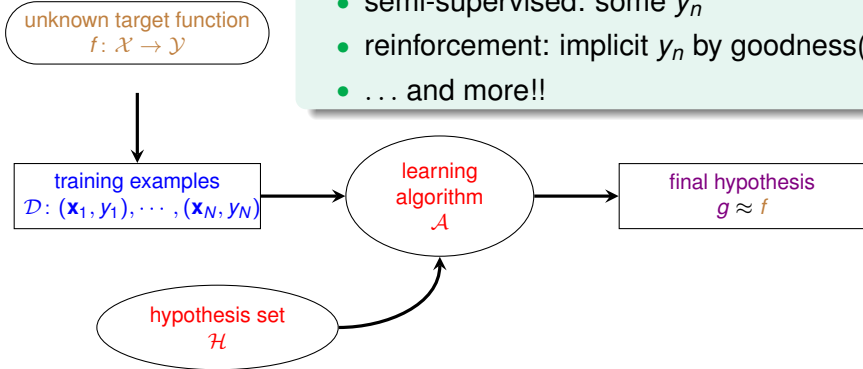 • semi-supervised: some yₙ
• reinforcement: implicit yₙ by goodness(
• . . . and more!!
unknown target function
f : 𝒳 → 𝒴
training examples
𝒟 : (𝐱₁, y₁), · · · , (𝐱_N, y_N)
learning
algorithm
𝒜
final hypothesis
g ≈ f
hypothesis set
ℋ